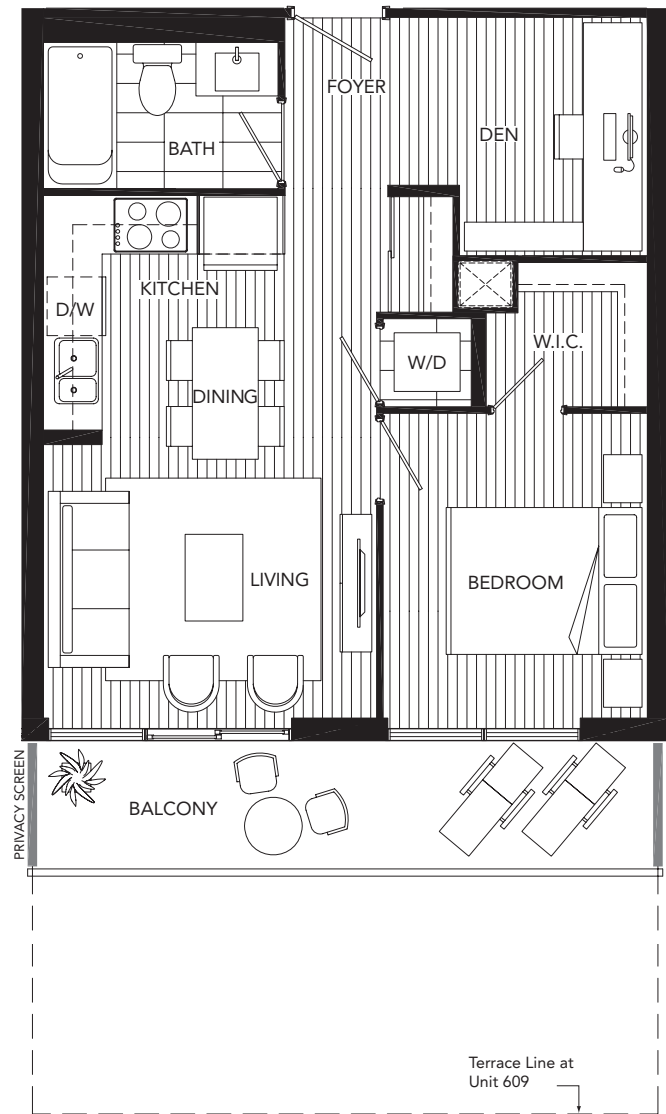 FOYER
DEN
BATH
KITCHEN
D/W
W.I.C.
W/D
DINING
LIVING
BEDROOM
PRIVACY SCREEN
BALCONY
Terrace Line at
Unit 609